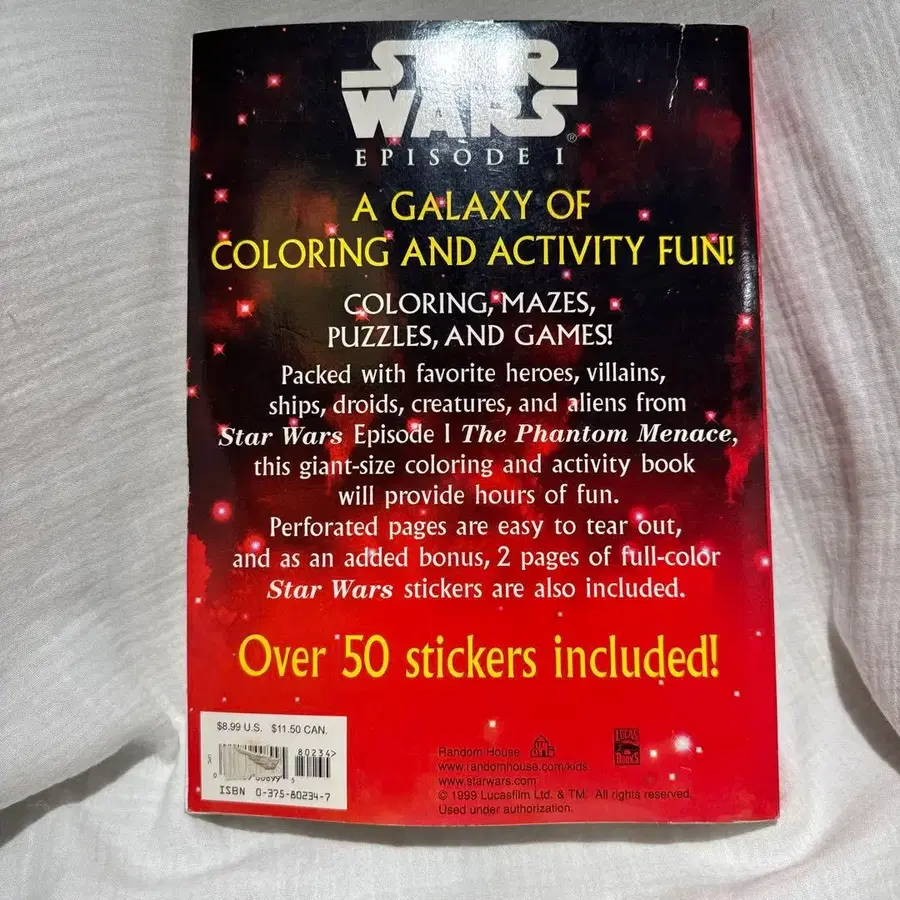 STAR
WARS®
EPISODE I
A GALAXY OF
COLORING AND ACTIVITY FUN!
COLORING, MAZES,
PUZZLES, AND GAMES!
Packed with favorite heroes, villains,
ships, droids, creatures, and aliens from
Star Wars Episode I The Phantom Menace,
this giant-size coloring and activity book
will provide hours of fun.
Perforated pages are easy to tear out,
and as an added bonus, 2 pages of full-color
Star Wars stickers are also included.
Over 50 stickers included!
$8.99 U.S. $11.50 CAN.
80234>
ISBN 0-375-80234-7
Random House
www.randomhouse.com/kids
www.starwars.com
© 1999 Lucasfilm Ltd. & TM. All rights reserved.
Used under authorization.
LUCAS
BOOKS